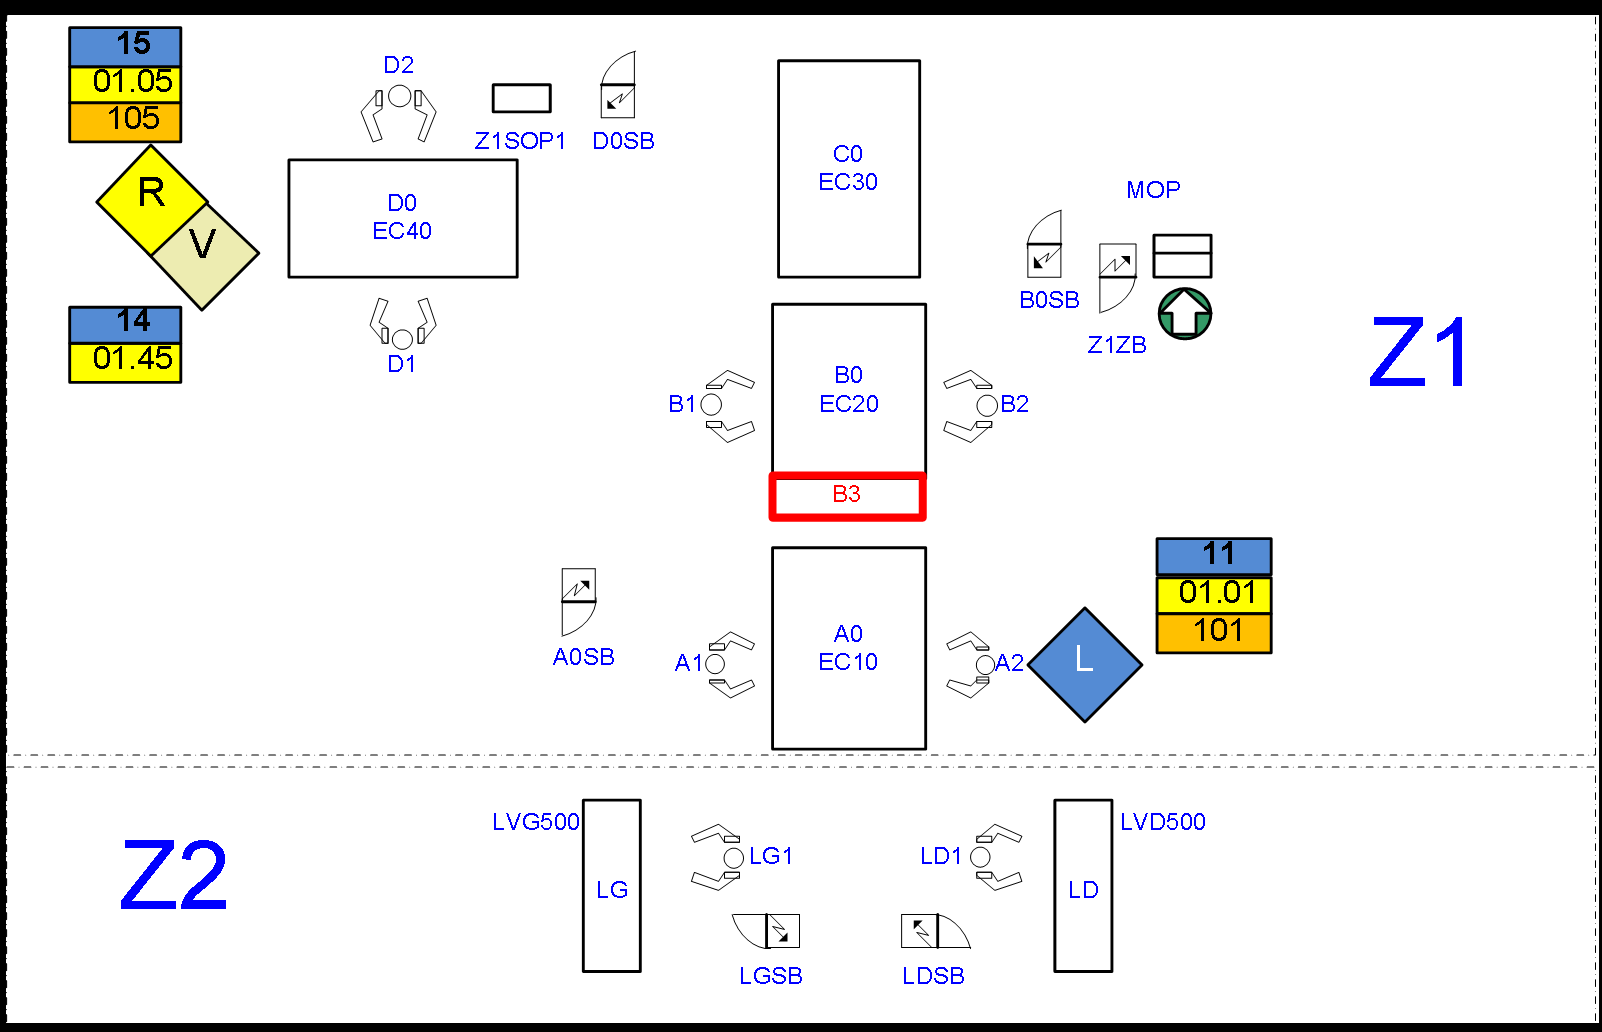 15
01.05
105
R
V
14
01.45
D2
Z1SOP1
D0SB
D0
EC40
D1
C0
EC30
MOP
B0SB
Z1ZB
Z1
B0
EC20
B1
B2
B3
11
01.01
101
A0SB
A0
EC10
A1
A2
L
Z2
LVG500
LG
LG1
LGSB
LD1
LDSB
LD
LVD500